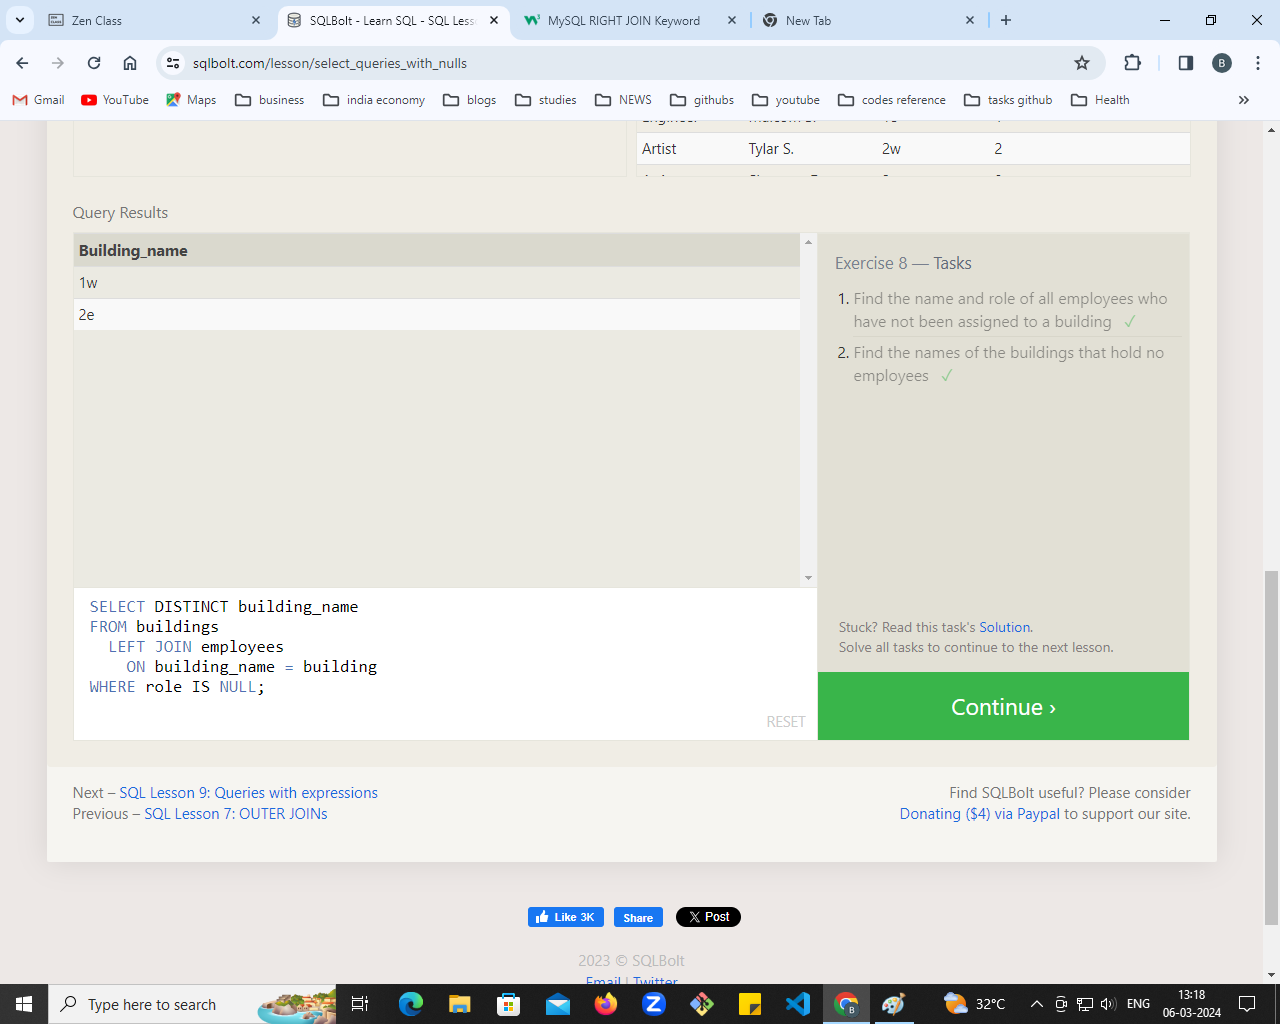 Zen Class
SQLBolt - Learn SQL - SQL Less
MySQL RIGHT JOIN Keyword
New Tab
sqlbolt.com/lesson/select_queries_with_nulls
B
Gmail
YouTube
Maps
business
india economy
blogs
studies
NEWS
githubs
youtube
codes reference
tasks github
Health
Artist Tylar S. 2w 2
Query Results
Building_name
1w
2e
Exercise 8 — Tasks
1. Find the name and role of all employees who
have not been assigned to a building ✓
2. Find the names of the buildings that hold no
employees ✓
SELECT DISTINCT building_name
FROM buildings
LEFT JOIN employees
ON building_name = building
WHERE role IS NULL;
RESET
Stuck? Read this task's Solution.
Solve all tasks to continue to the next lesson.
Continue ›
Next – SQL Lesson 9: Queries with expressions
Previous – SQL Lesson 7: OUTER JOINs
Find SQLBolt useful? Please consider
Donating ($4) via Paypal to support our site.
Like 3K
Share
X Post
2023 © SQLBolt
Email | Twitter
Type here to search
32°C
ENG
13:18
06-03-2024